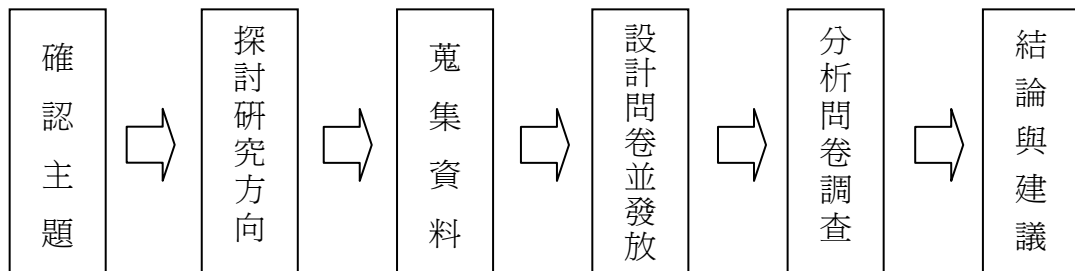 確認主題
探討研究方向
蒐集資料
設計問卷並發放
分析問卷調查
結論與建議